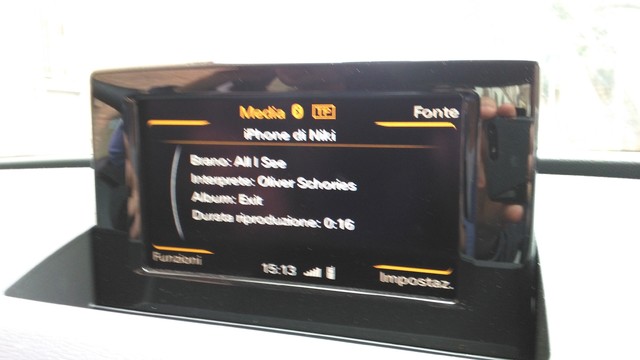 Media TP Fonte
iPhone di Niki
Brano: All I See
Interprete: Oliver Schories
Album: Exit
Durata riproduzione: 0:16
Funzioni 15:13 Impostaz.